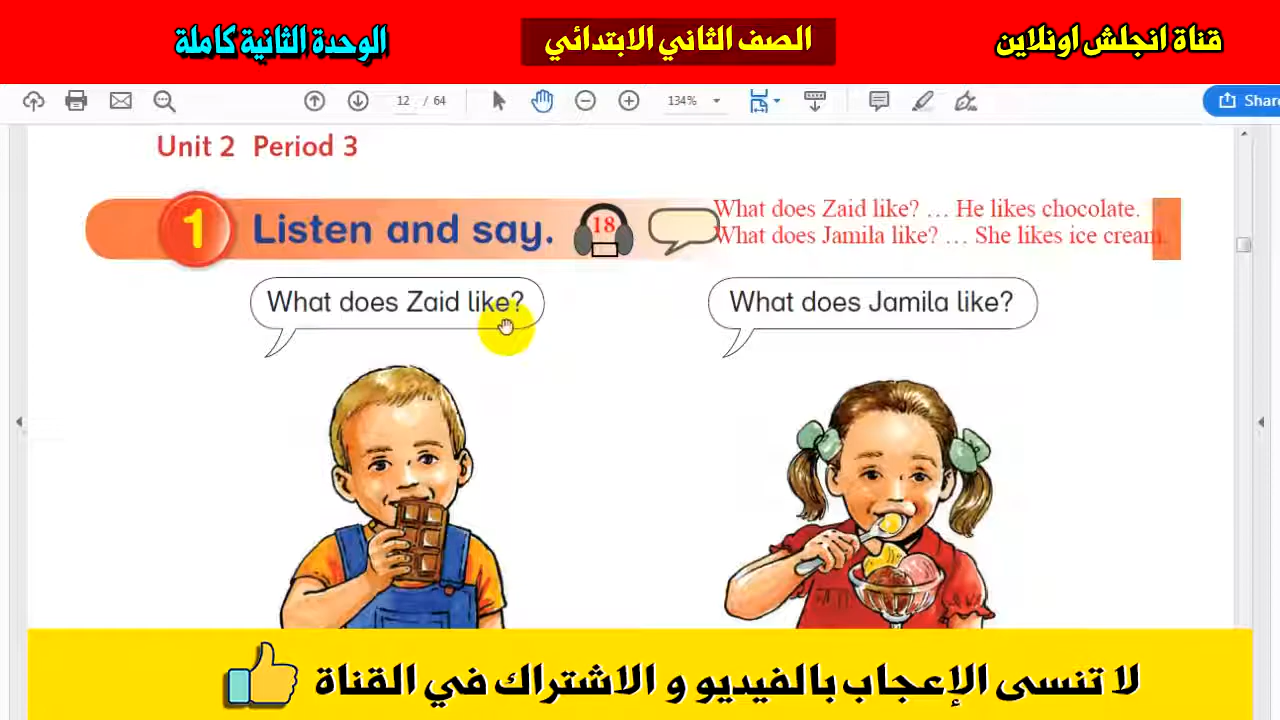 قناة انجلش اونلاين
الصف الثاني الابتدائي
الوحدة الثانية كاملة
12 / 64
134%
Share
Unit 2 Period 3
1 Listen and say. 18
What does Zaid like? ... He likes chocolate.
What does Jamila like? ... She likes ice cream.
What does Zaid like?
What does Jamila like?
لا تنسى الإعجاب بالفيديو و الاشتراك في القناة